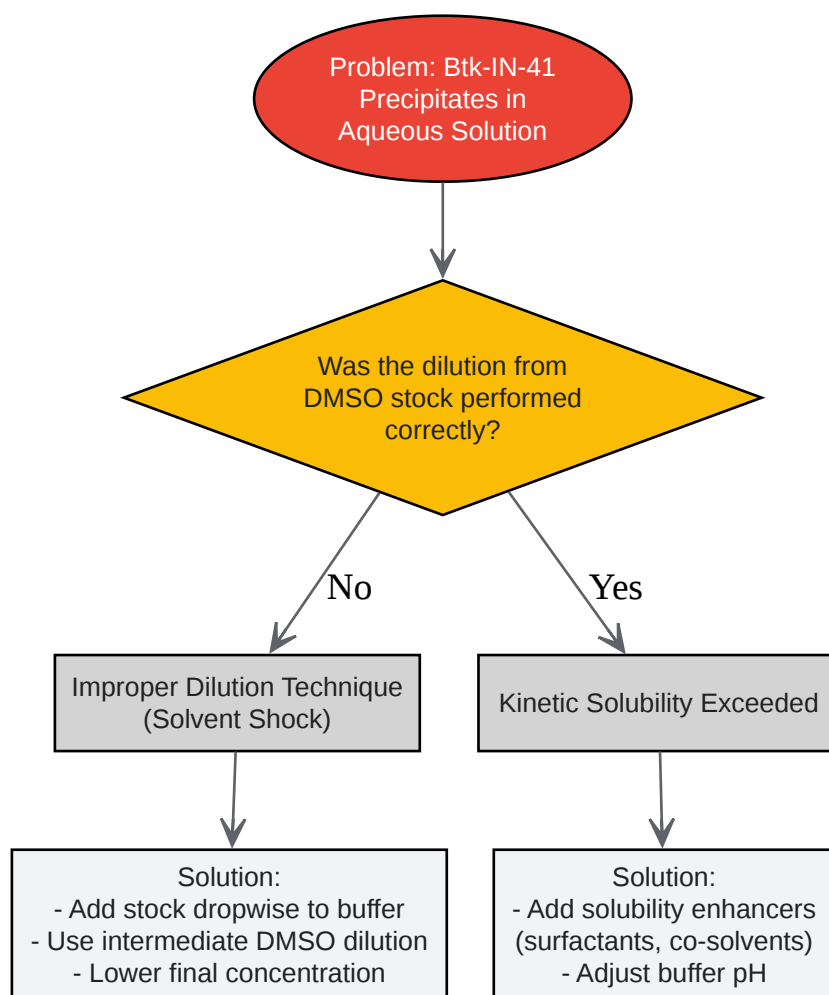 Problem: Btk-IN-41
Precipitates in
Aqueous Solution
Was the dilution from
DMSO stock performed
correctly?
No
Yes
Improper Dilution Technique
(Solvent Shock)
Kinetic Solubility Exceeded
Solution:
- Add stock dropwise to buffer
- Use intermediate DMSO dilution
- Lower final concentration
Solution:
- Add solubility enhancers
(surfactants, co-solvents)
- Adjust buffer pH